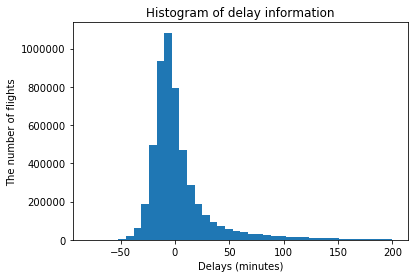 Histogram of delay information
The number of flights
1000000
800000
600000
400000
200000
0
−50 0 50 100 150 200
Delays (minutes)